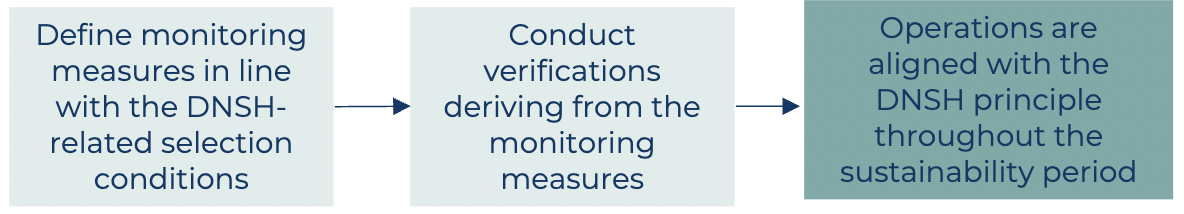 Define monitoring
measures in line
with the DNSH-
related selection
conditions
Conduct
verifications
deriving from the
monitoring
measures
Operations are
aligned with the
DNSH principle
throughout the
sustainability period